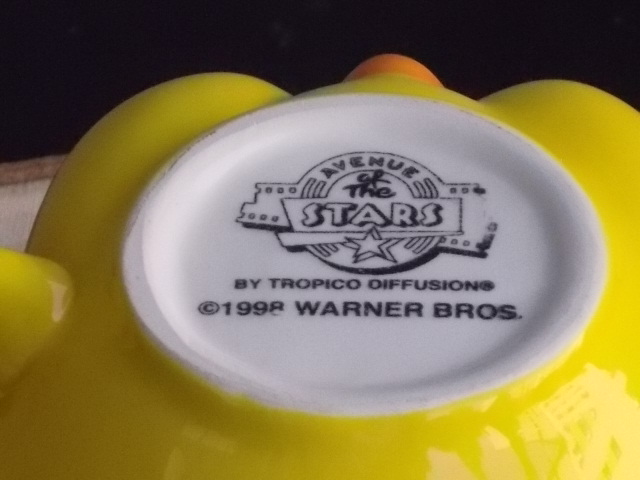 AVENUE
of
The
STARS
BY TROPICO DIFFUSION®
©1998 WARNER BROS.